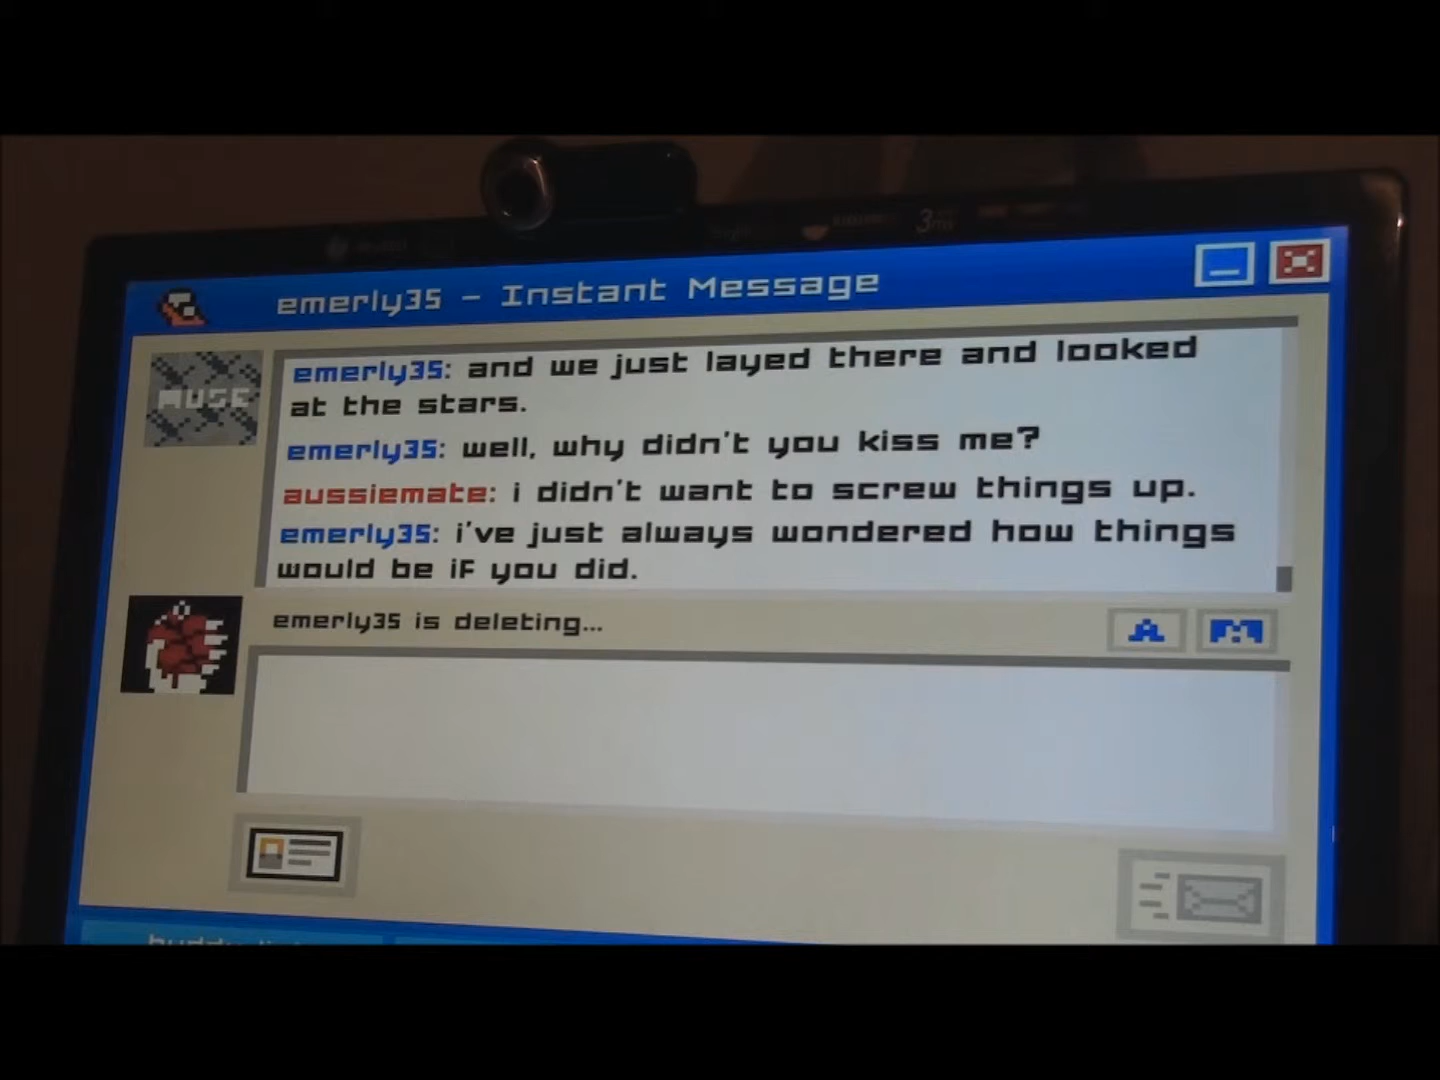 3ms
emerly35 - Instant Message
MUSE
emerly35: and we just layed there and looked
at the stars.
emerly35: well, why didn't you kiss me?
aussiemate: i didn't want to screw things up.
emerly35: i've just always wondered how things
would be if you did.
emerly35 is deleting...
A